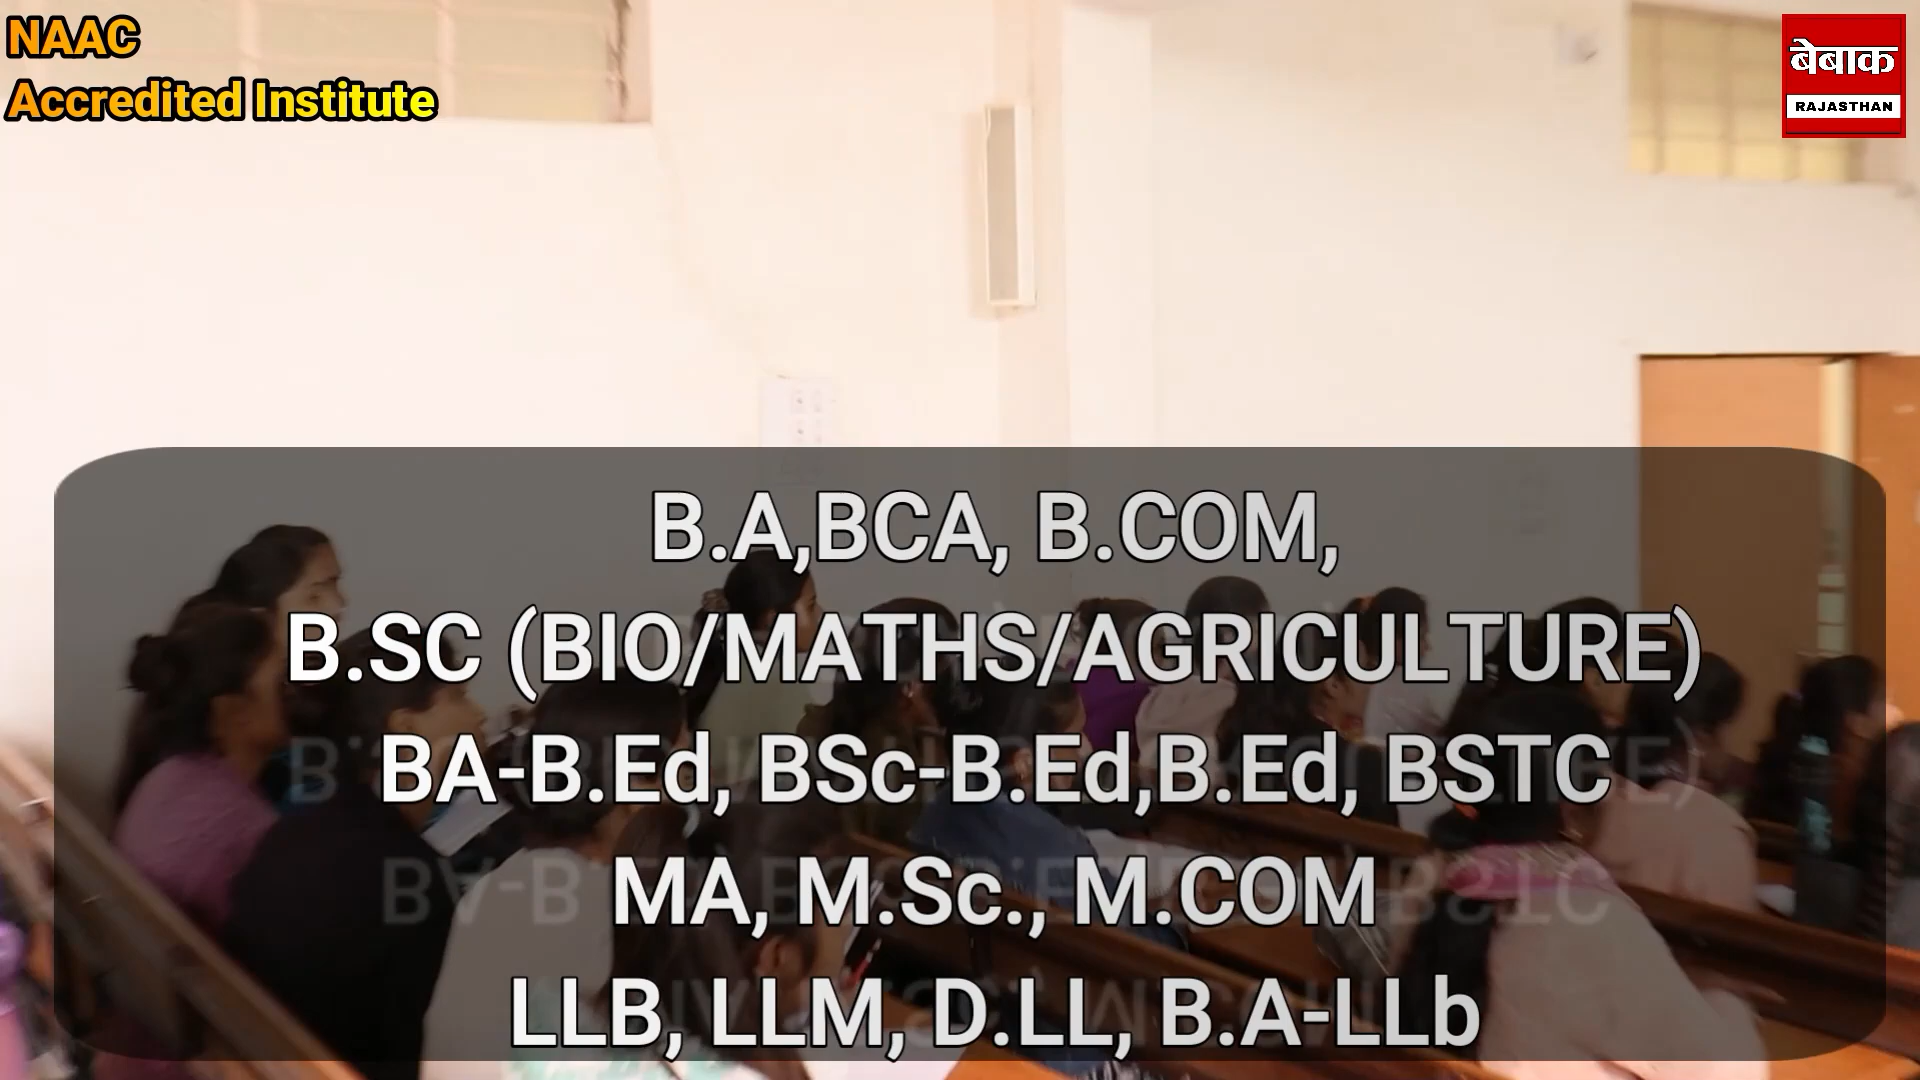 NAAC
Accredited Institute
बेबाक
RAJASTHAN
B.A,BCA, B.COM,
B.SC (BIO/MATHS/AGRICULTURE)
BA-B.Ed, BSc-B.Ed,B.Ed, BSTC
MA, M.Sc., M.COM
LLB, LLM, D.LL, B.A-LLb